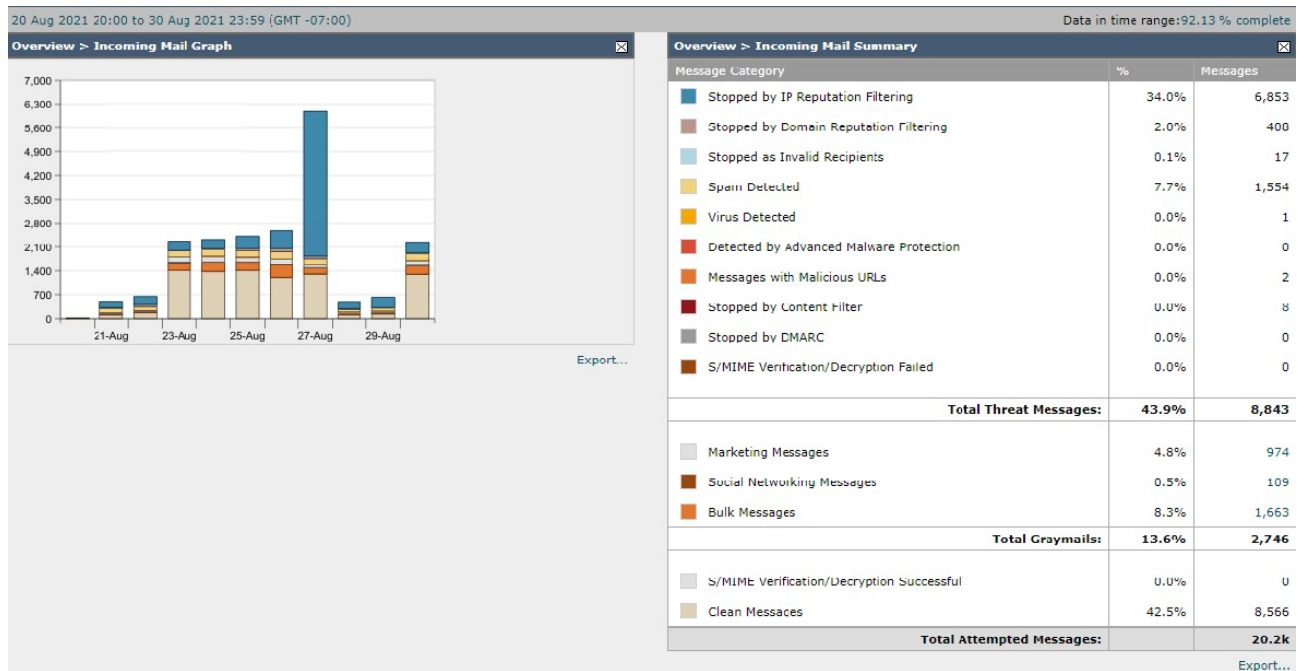 20 Aug 2021 20:00 to 30 Aug 2021 23:59 (GMT -07:00)
Data in time range:92.13 % complete
Overview > Incoming Mail Graph
7,000
6,300
5,600
4,900
4,200
3,500
2,800
2,100
1,400
700
0
21-Aug 23-Aug 25-Aug 27-Aug 29-Aug
Export...
Overview > Incoming Mail Summary
Message Category % Messages
Stopped by IP Reputation Filtering 34.0% 6,853
Stopped by Domain Reputation Filtering 2.0% 408
Stopped as Invalid Recipients 0.1% 17
Spam Detected 7.7% 1,554
Virus Detected 0.0% 1
Detected by Advanced Malware Protection 0.0% 0
Messages with Malicious URLs 0.0% 2
Stopped by Content Filter 0.0% 8
Stopped by DMARC 0.0% 0
S/MIME Verification/Decryption Failed 0.0% 0
Total Threat Messages: 43.9% 8,843
Marketing Messages 4.8% 974
Social Networking Messages 0.5% 109
Bulk Messages 8.3% 1,663
Total Graymails: 13.6% 2,746
S/MIME Verification/Decryption Successful 0.0% 0
Clean Messages 42.5% 8,566
Total Attempted Messages: 20.2k
Export...